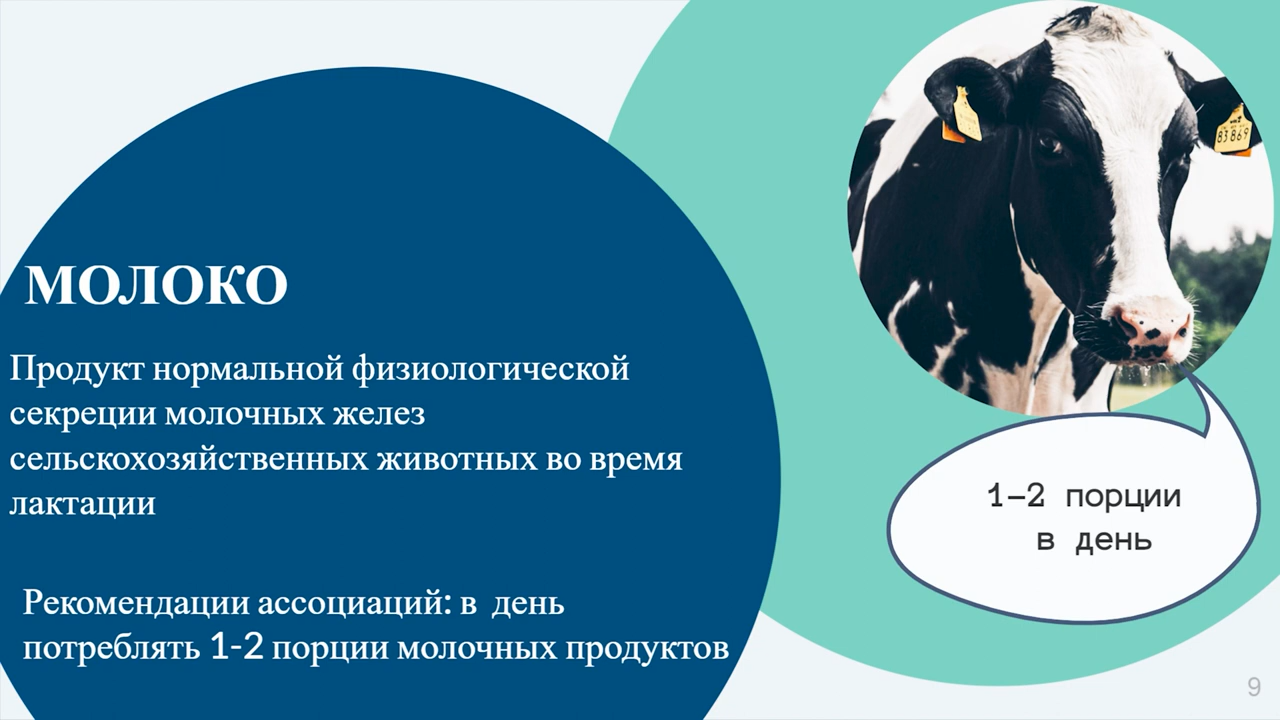 МОЛОКО
Продукт нормальной физиологической
секреции молочных желез
сельскохозяйственных животных во время
лактации
Рекомендации ассоциаций: в день
потреблять 1-2 порции молочных продуктов
83869
1–2 порции
в день
9